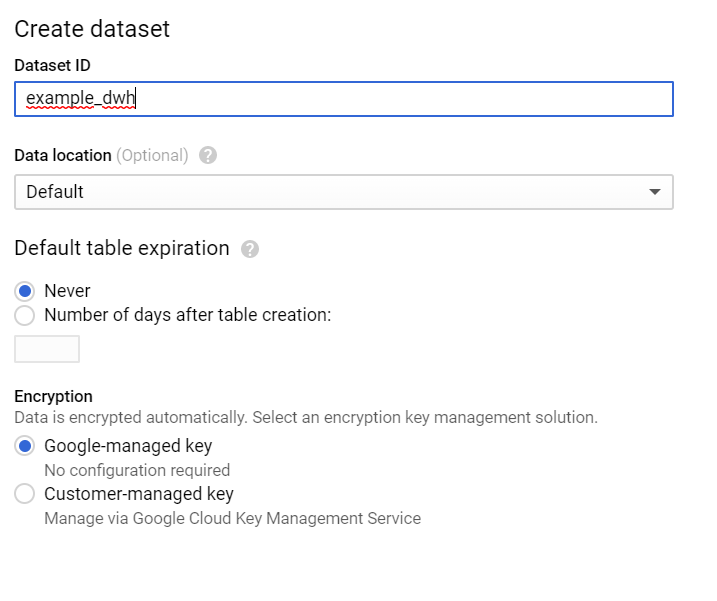 Create dataset
Dataset ID
example_dwh
Data location (Optional) ?
Default
Default table expiration ?
Never
Number of days after table creation:
Encryption
Data is encrypted automatically. Select an encryption key management solution.
Google-managed key
No configuration required
Customer-managed key
Manage via Google Cloud Key Management Service